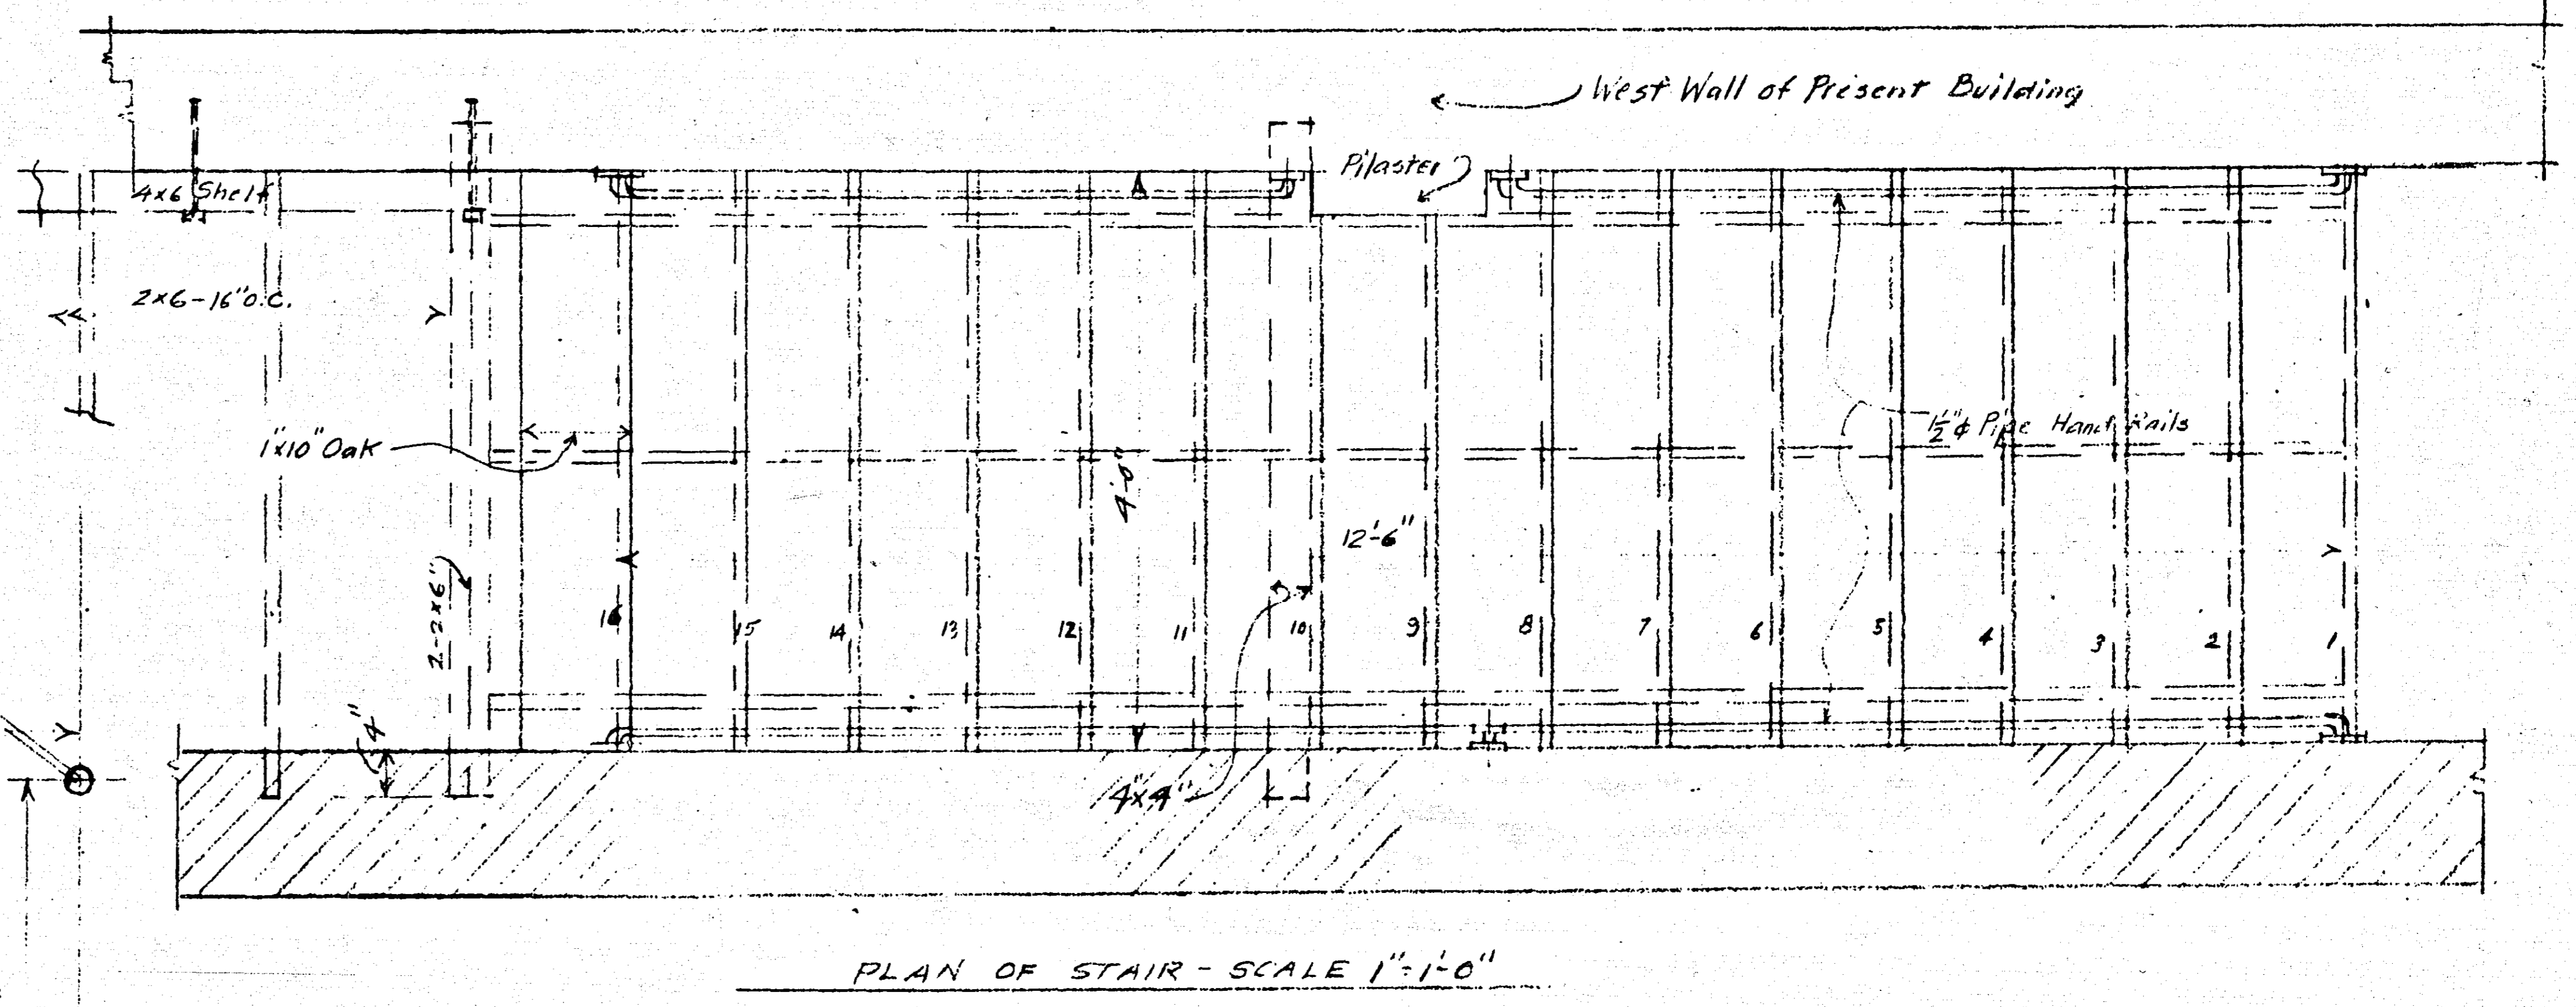 West Wall of Present Building
Pilaster
4x6 Shelf
2x6-16"O.C.
1"x10" Oak
4'-0"
1½"φ Pipe Hand Rails
12'-6"
2-2x6"
16 15 14 13 12 11 10 9 8 7 6 5 4 3 2 1
4"
4"x4"
PLAN OF STAIR - SCALE 1"=1'-0"